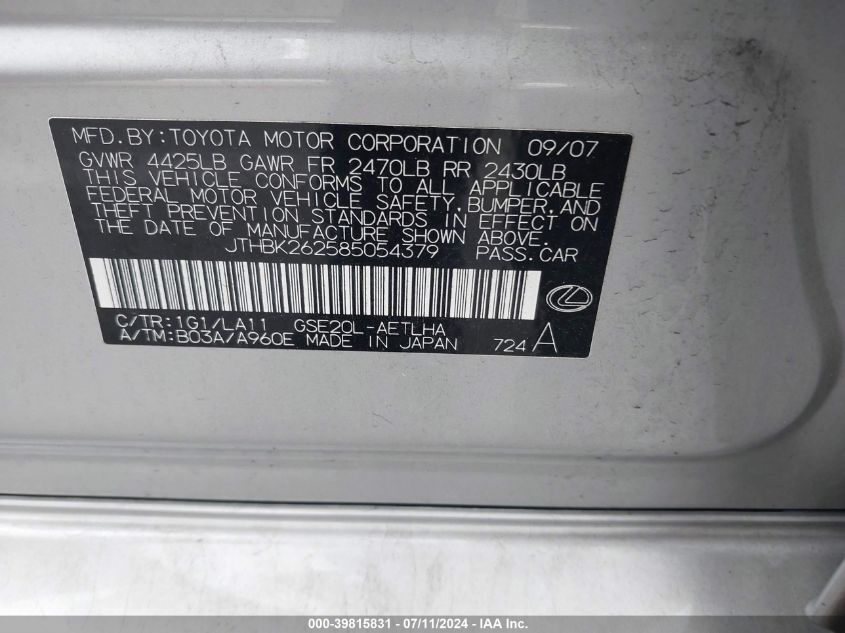 MFD.BY:TOYOTA MOTOR CORPORATION 09/07
GVWR 4425LB GAWR FR 2470LB RR 2430LB
THIS VEHICLE CONFORMS TO ALL APPLICABLE
FEDERAL MOTOR VEHICLE SAFETY,BUMPER,AND
THEFT PREVENTION STANDARDS IN EFFECT ON
THE DATE OF MANUFACTURE SHOWN ABOVE.
JTHBK262585054379 PASS.CAR
C/TR:1G1/LA11 GSE20L-AETLHA
A/TM:B03A/A960E MADE IN JAPAN 724 A
000-39815831 - 07/11/2024 - IAA Inc.